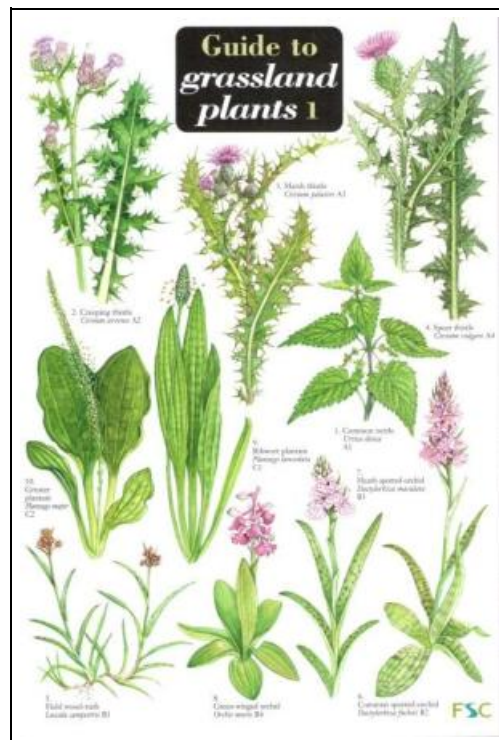 Guide to
grassland
plants 1
3. Marsh thistle
Cirsium palustre A3
2. Creeping thistle
Cirsium arvense A2
4. Spear thistle
Cirsium vulgare A4
1. Common nettle
Urtica dioica
A1
9.
Ribwort plantain
Plantago lanceolata
C1
10.
Greater
plantain
Plantago major
C2
7.
Heath spotted-orchid
Dactylorhiza maculata
B3
5.
Field wood-rush
Luzula campestris B1
8.
Green-winged orchid
Orchis morio B4
6.
Common spotted-orchid
Dactylorhiza fuchsii B2
FSC